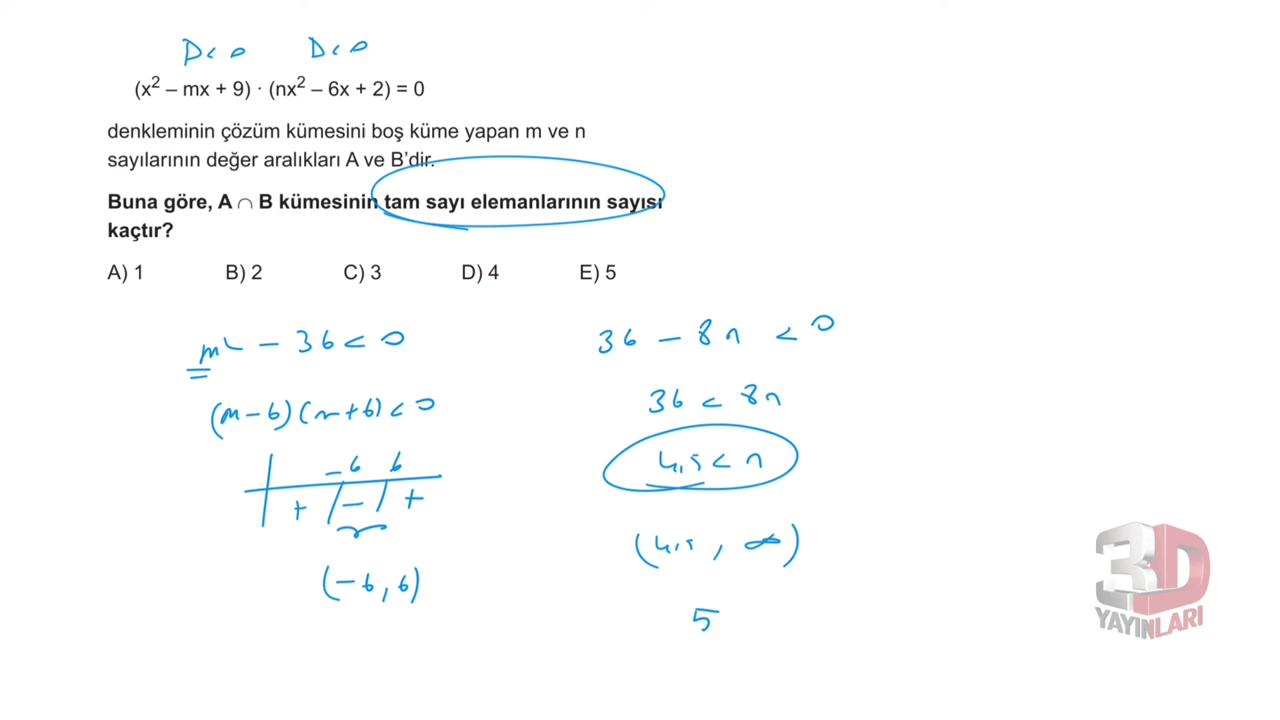 D < 0 D < 0
(x² – mx + 9) · (nx² – 6x + 2) = 0
denkleminin çözüm kümesini boş küme yapan m ve n
sayılarının değer aralıkları A ve B'dir.
Buna göre, A ∩ B kümesinin tam sayı elemanlarının sayısı
kaçtır?
A) 1 B) 2 C) 3 D) 4 E) 5
m² – 36 < 0
(m – 6)(m + 6) < 0
–6 6
+ – +
(–6, 6)
36 – 8n < 0
36 < 8n
4,5 < n
(4,5, ∞)
5
3D
YAYINLARI